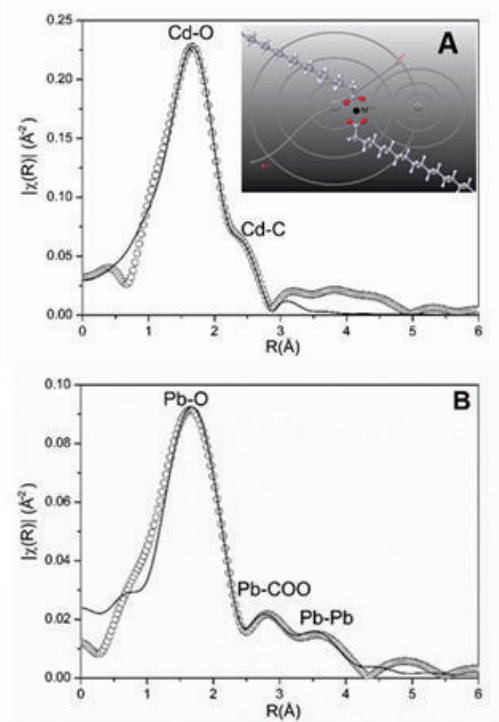 A
Cd-O
Cd-C
|χ(R)| (Å⁻²)
0.25
0.20
0.15
0.10
0.05
0.00
0 1 2 3 4 5 6
R(Å)
B
Pb-O
Pb-COO
Pb-Pb
|χ(R)| (Å⁻²)
0.10
0.08
0.06
0.04
0.02
0.00
0 1 2 3 4 5 6
R(Å)